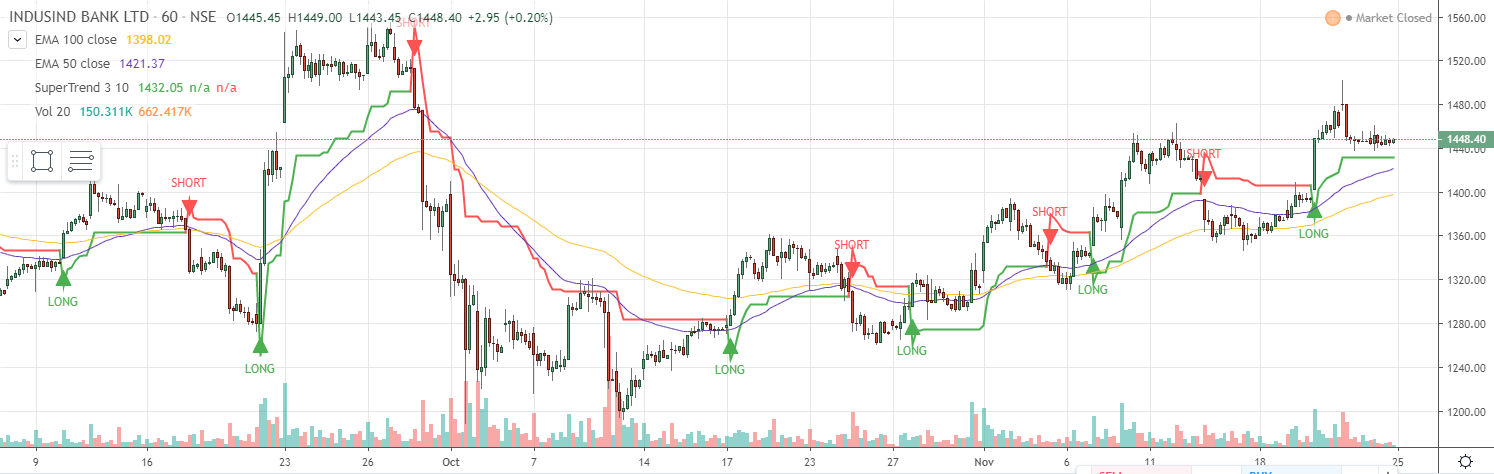 INDUSIND BANK LTD · 60 · NSE O1445.45 H1449.00 L1443.45 C1448.40 +2.95 (+0.20%)
Market Closed
EMA 100 close 1398.02
EMA 50 close 1421.37
SuperTrend 3 10 1432.05 n/a n/a
Vol 20 150.311K 662.417K
SHORT
SHORT
SHORT
SHORT
SHORT
LONG
LONG
LONG
LONG
LONG
LONG
1560.00
1520.00
1480.00
1448.40
1440.00
1400.00
1360.00
1320.00
1280.00
1240.00
1200.00
9 16 23 26 Oct 7 14 17 22 27 Nov 6 11 18 25
SELL BUY